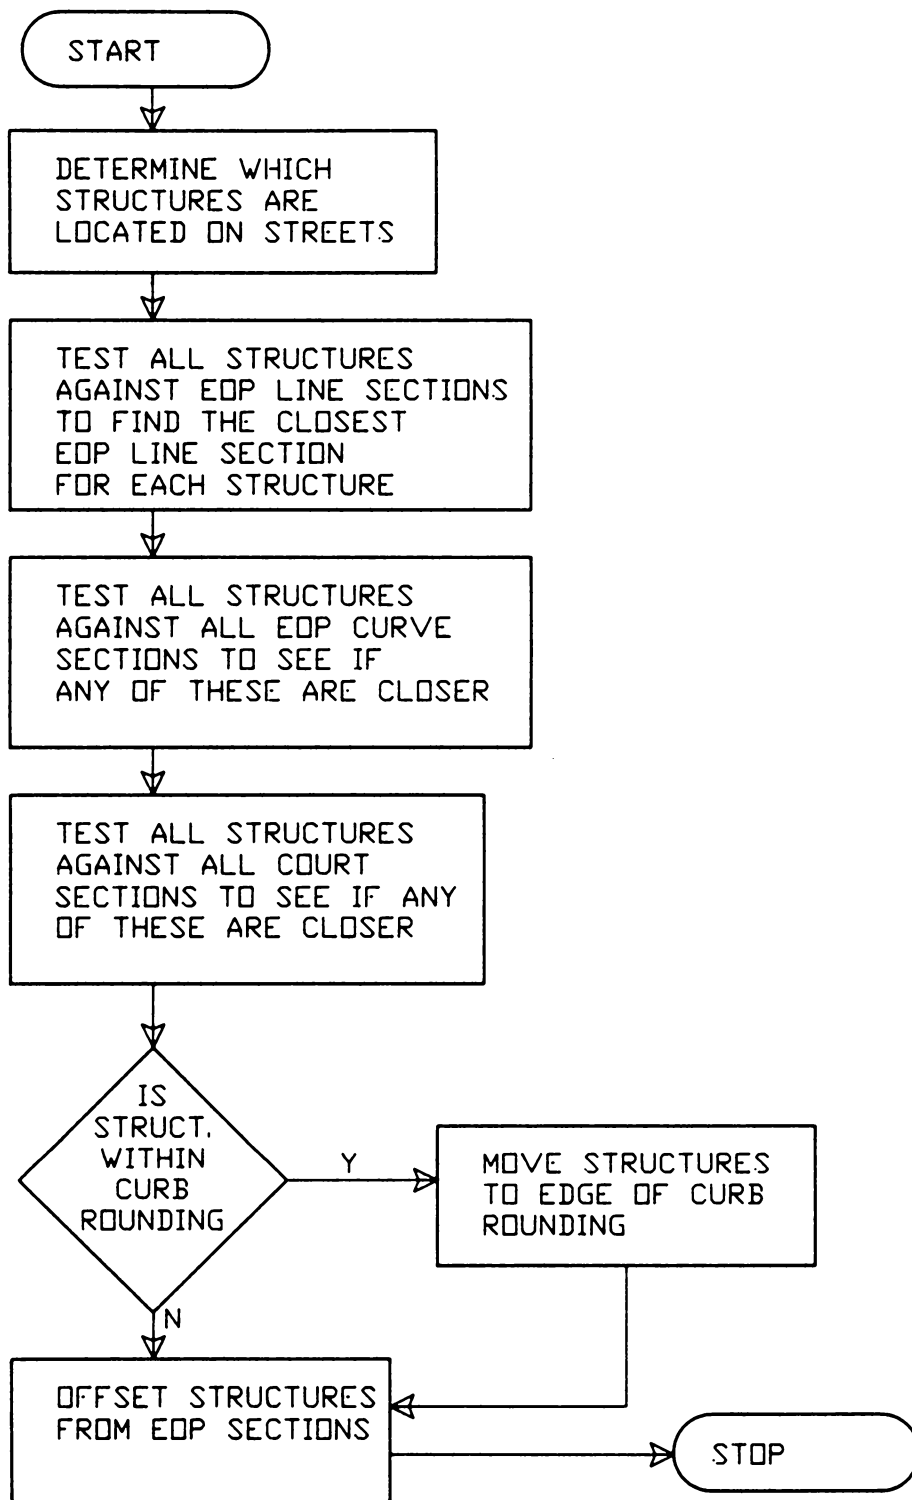 START
DETERMINE WHICH
STRUCTURES ARE
LOCATED ON STREETS
TEST ALL STRUCTURES
AGAINST EOP LINE SECTIONS
TO FIND THE CLOSEST
EOP LINE SECTION
FOR EACH STRUCTURE
TEST ALL STRUCTURES
AGAINST ALL EOP CURVE
SECTIONS TO SEE IF
ANY OF THESE ARE CLOSER
TEST ALL STRUCTURES
AGAINST ALL COURT
SECTIONS TO SEE IF ANY
OF THESE ARE CLOSER
IS
STRUCT.
WITHIN
CURB
ROUNDING
Y
MOVE STRUCTURES
TO EDGE OF CURB
ROUNDING
N
OFFSET STRUCTURES
FROM EOP SECTIONS
STOP